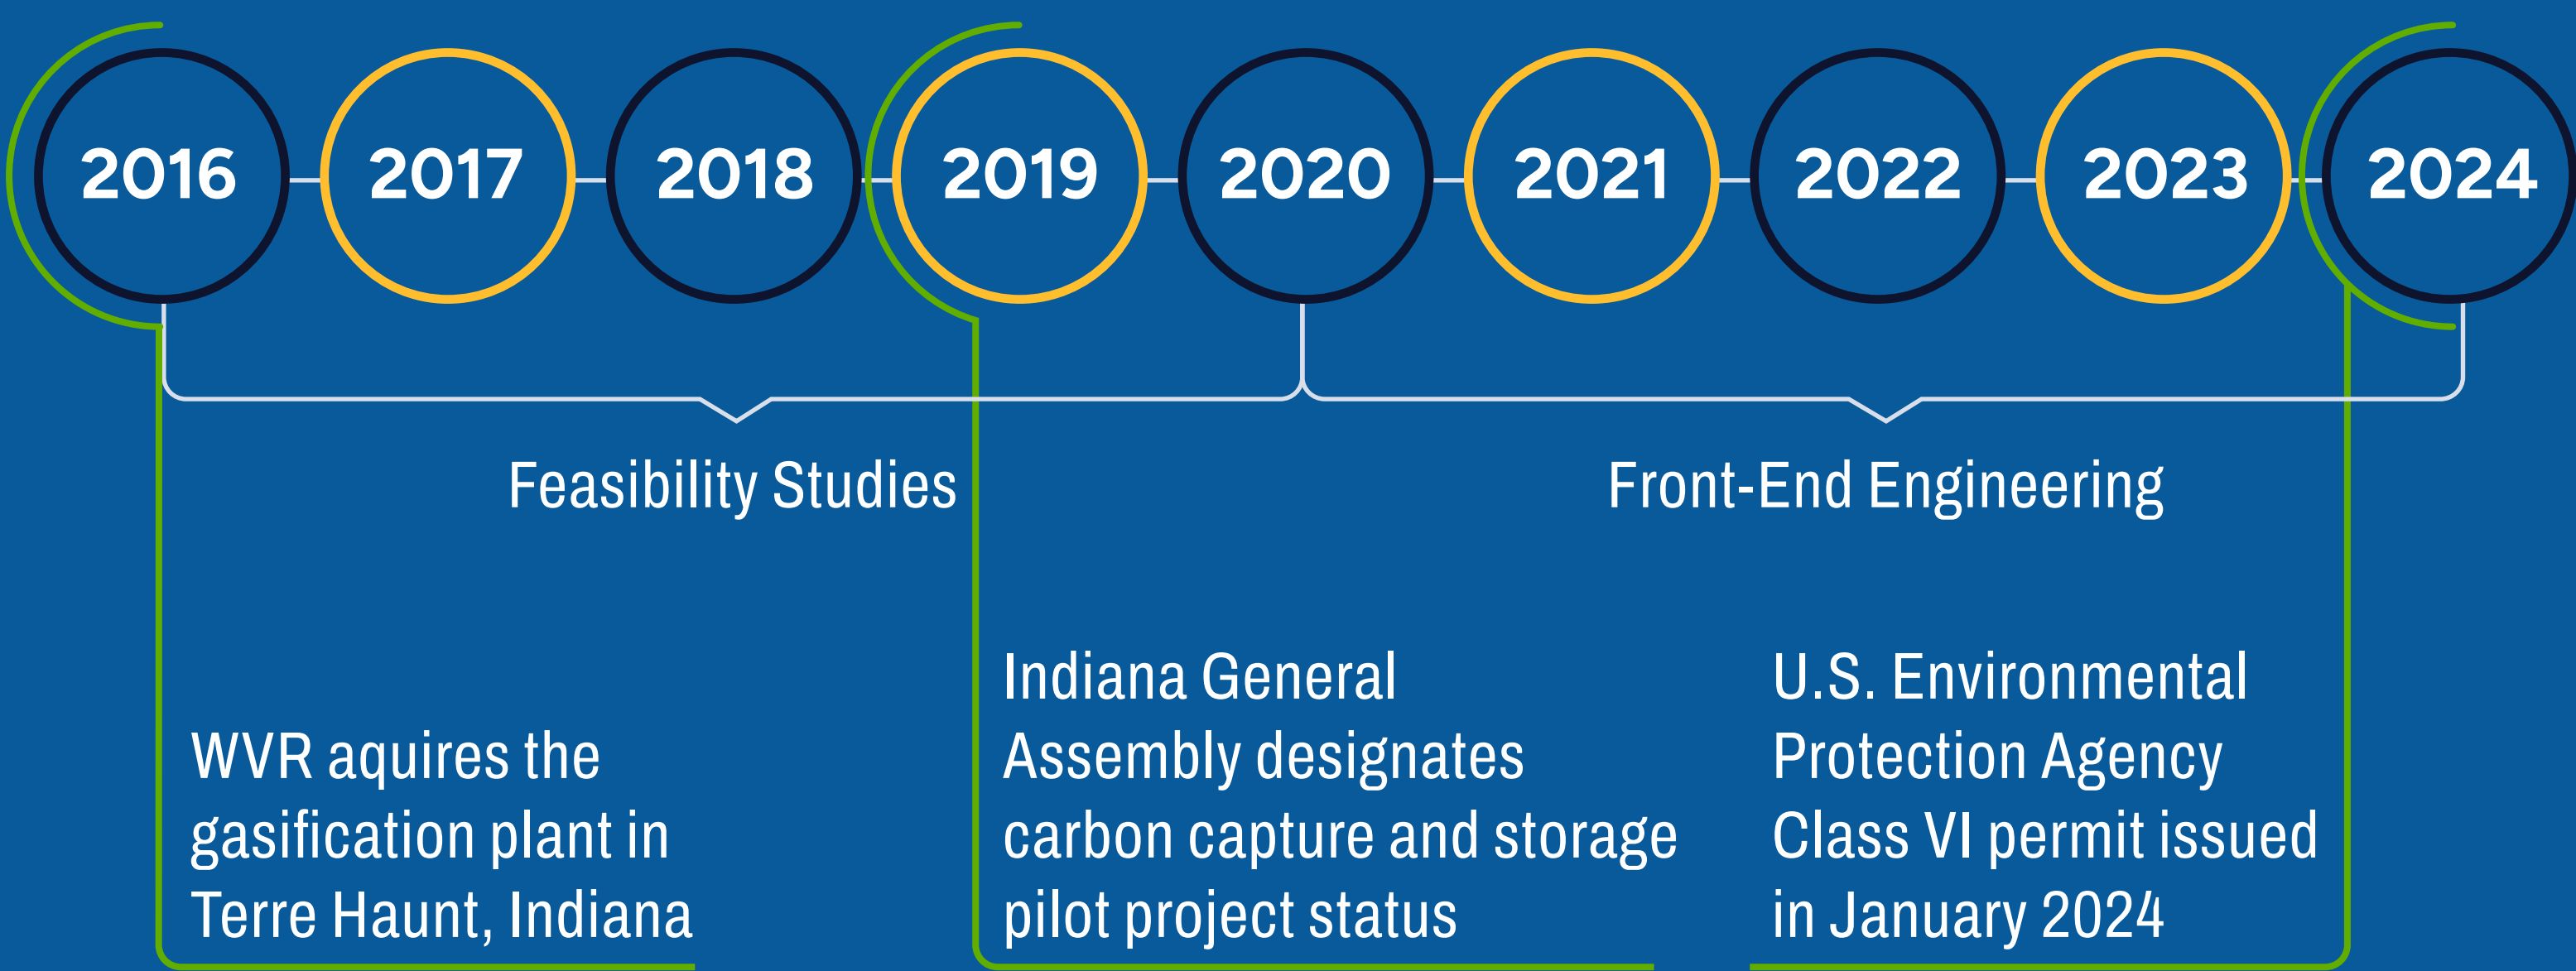 2016
2017
2018
2019
2020
2021
2022
2023
2024
Feasibility Studies
Front-End Engineering
WVR aquires the
gasification plant in
Terre Haunt, Indiana
Indiana General
Assembly designates
carbon capture and storage
pilot project status
U.S. Environmental
Protection Agency
Class VI permit issued
in January 2024